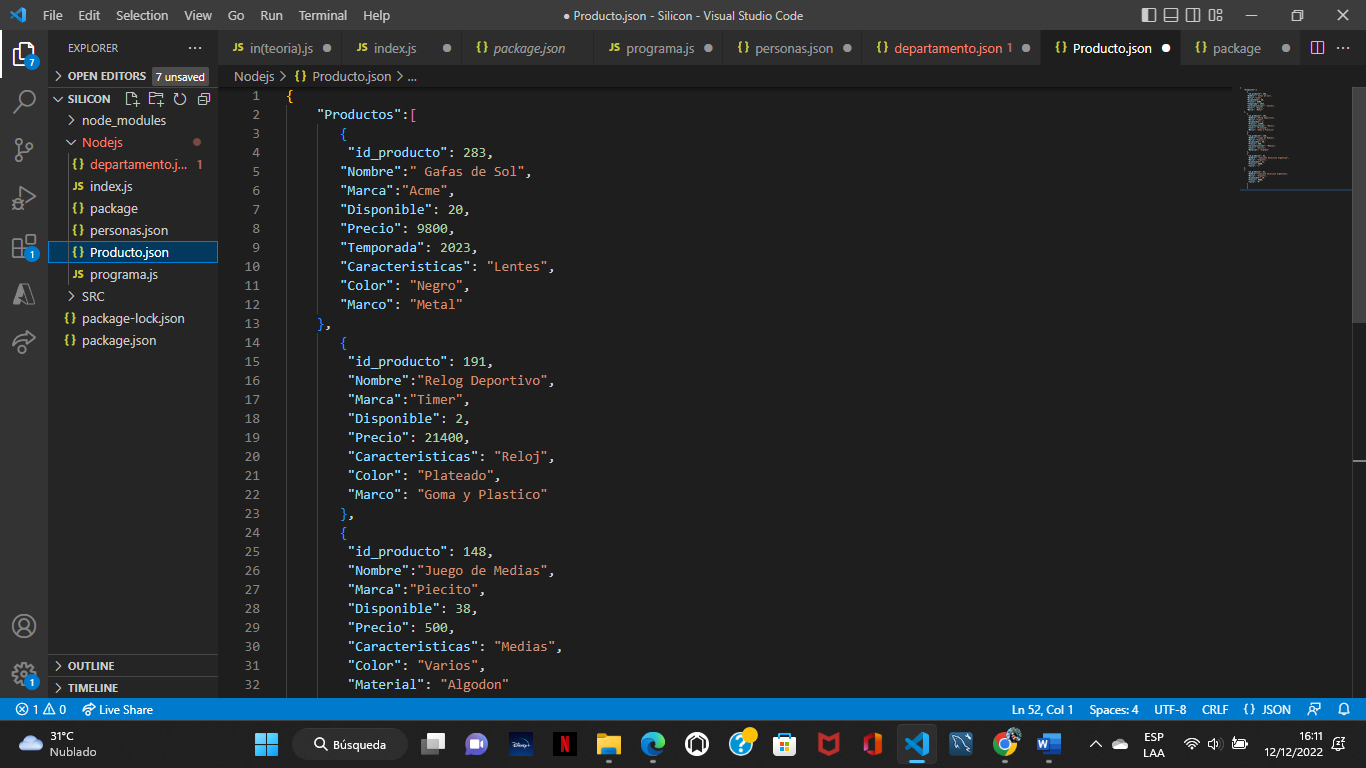 File Edit Selection View Go Run Terminal Help
● Producto.json - Silicon - Visual Studio Code
EXPLORER ...
in(teoria).js index.js package.json programa.js personas.json departamento.json 1 Producto.json package
OPEN EDITORS 7 unsaved
Nodejs > {} Producto.json > ...
SILICON
node_modules
Nodejs
departamento.j... 1
index.js
package
personas.json
Producto.json
programa.js
SRC
package-lock.json
package.json
OUTLINE
TIMELINE
7
1
1
1 {
2 "Productos":[
3 {
4 "id_producto": 283,
5 "Nombre":" Gafas de Sol",
6 "Marca":"Acme",
7 "Disponible": 20,
8 "Precio": 9800,
9 "Temporada": 2023,
10 "Caracteristicas": "Lentes",
11 "Color": "Negro",
12 "Marco": "Metal"
13 },
14 {
15 "id_producto": 191,
16 "Nombre":"Relog Deportivo",
17 "Marca":"Timer",
18 "Disponible": 2,
19 "Precio": 21400,
20 "Caracteristicas": "Reloj",
21 "Color": "Plateado",
22 "Marco": "Goma y Plastico"
23 },
24 {
25 "id_producto": 148,
26 "Nombre":"Juego de Medias",
27 "Marca":"Piecito",
28 "Disponible": 38,
29 "Precio": 500,
30 "Caracteristicas": "Medias",
31 "Color": "Varios",
32 "Material": "Algodon"
1 0 Live Share Ln 52, Col 1 Spaces: 4 UTF-8 CRLF {} JSON
31°C
Nublado
Búsqueda
Disney+
N
ESP
LAA
16:11
12/12/2022